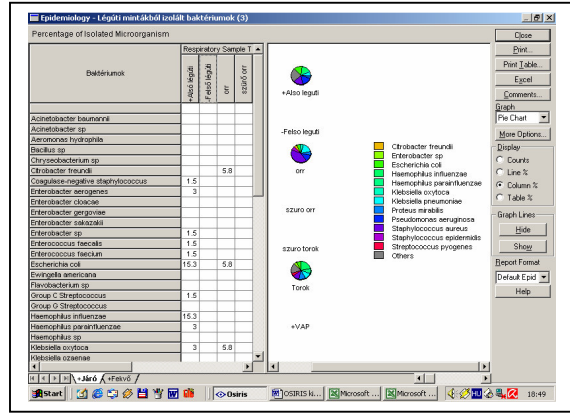 Epidemiology - Légúti mintákból izolált baktériumok (3)
Percentage of Isolated Microorganism
Respiratory Sample T
Baktériumok
+Alsó légúti
-Felső légúti
orr
szűrő orr
Acinetobacter baumannii
Acinetobacter sp
Aeromonas hydrophila
Bacillus sp
Chryseobacterium sp
Citrobacter freundii 5.8
Coagulase-negative staphylococcus 1.5
Enterobacter aerogenes 3
Enterobacter cloacae
Enterobacter gergoviae
Enterobacter sakazakii
Enterobacter sp 1.5
Enterococcus faecalis 1.5
Enterococcus faecium 1.5
Escherichia coli 15.3 5.8
Ewingella americana
Flavobacterium sp
Group C Streptococcus 1.5
Group G Streptococcus
Haemophilus influenzae 15.3
Haemophilus parainfluenzae 3
Haemophilus sp
Klebsiella oxytoca 3 5.8
Klebsiella ozaenae
+Járó
+Fekvő
+Also leguti
-Felso leguti
orr
szuro orr
szuro torok
Torok
+VAP
Citrobacter freundii
Enterobacter sp
Escherichia coli
Haemophilus influenzae
Haemophilus parainfluenzae
Klebsiella oxytoca
Klebsiella pneumoniae
Proteus mirabilis
Pseudomonas aeruginosa
Staphylococcus aureus
Staphylococcus epidermidis
Streptococcus pyogenes
Others
Close
Print...
Print Table...
Excel
Comments...
Graph
Pie Chart
More Options...
Display
Counts
Line %
Column %
Table %
Graph Lines
Hide
Show
Report Format
Default Epid
Help
Start
Osiris
OSIRIS ki...
Microsoft ...
Microsoft ...
HU
18:49